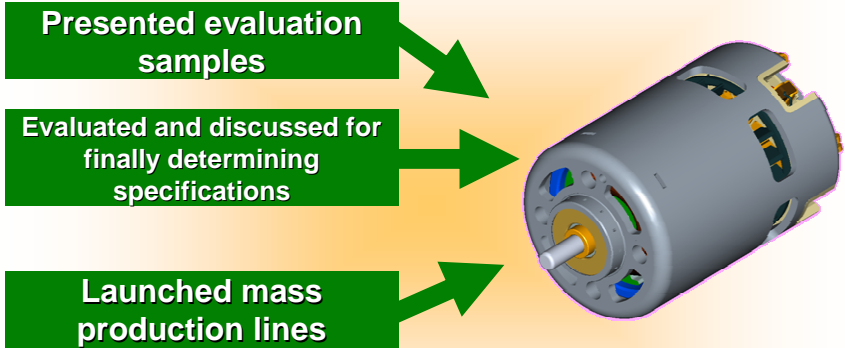 Presented evaluation
samples
Evaluated and discussed for
finally determining
specifications
Launched mass
production lines